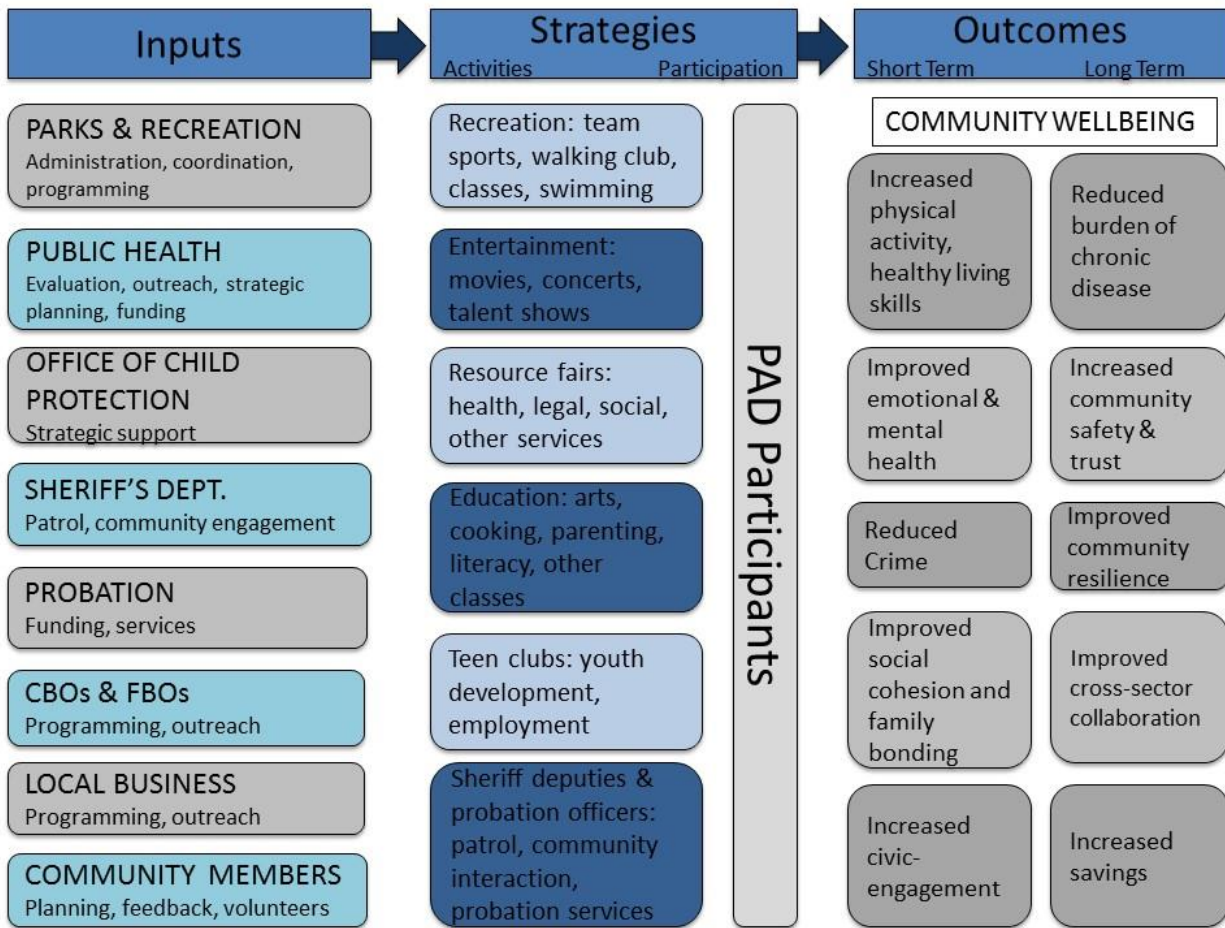 Inputs
Strategies
Activities
Participation
Outcomes
Short Term
Long Term
PARKS & RECREATION
Administration, coordination,
programming
PUBLIC HEALTH
Evaluation, outreach, strategic
planning, funding
OFFICE OF CHILD
PROTECTION
Strategic support
SHERIFF'S DEPT.
Patrol, community engagement
PROBATION
Funding, services
CBOs & FBOs
Programming, outreach
LOCAL BUSINESS
Programming, outreach
COMMUNITY MEMBERS
Planning, feedback, volunteers
Recreation: team
sports, walking club,
classes, swimming
Entertainment:
movies, concerts,
talent shows
Resource fairs:
health, legal, social,
other services
Education: arts,
cooking, parenting,
literacy, other
classes
Teen clubs: youth
development,
employment
Sheriff deputies &
probation officers:
patrol, community
interaction,
probation services
PAD Participants
COMMUNITY WELLBEING
Increased
physical
activity,
healthy living
skills
Reduced
burden of
chronic
disease
Improved
emotional &
mental
health
Increased
community
safety &
trust
Reduced
Crime
Improved
community
resilience
Improved
social
cohesion and
family
bonding
Improved
cross-sector
collaboration
Increased
civic-
engagement
Increased
savings